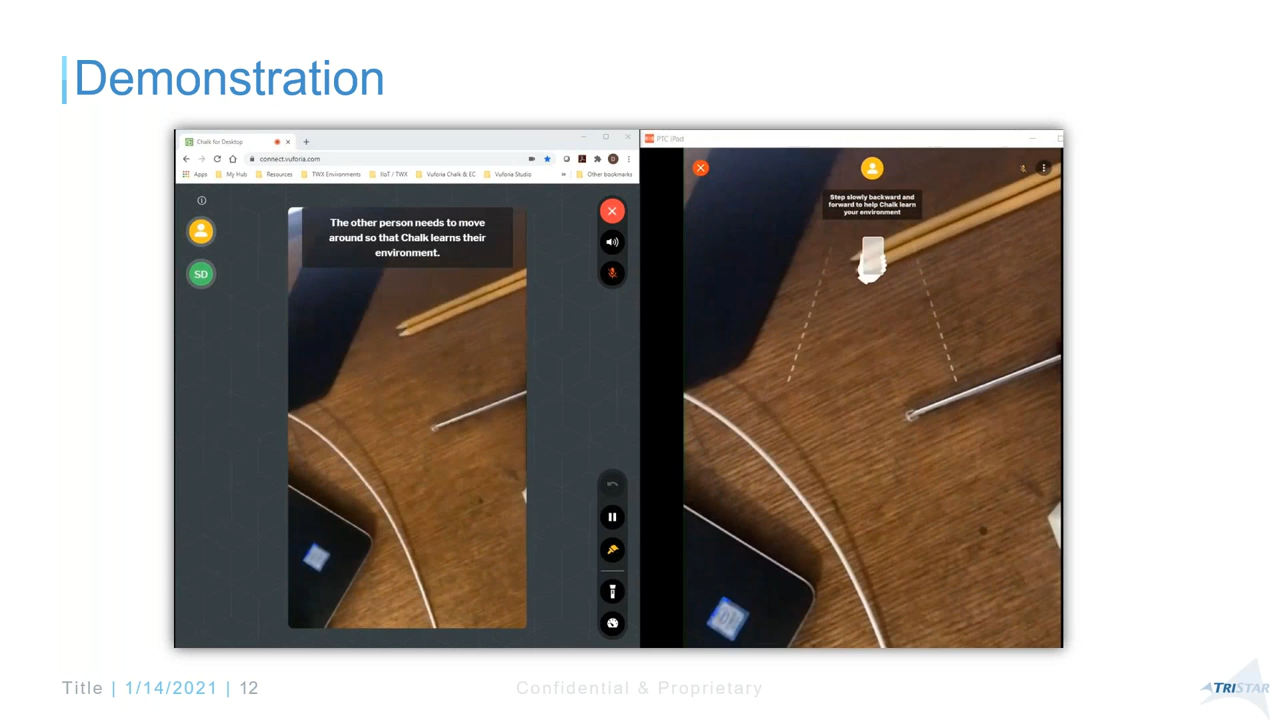 Demonstration
Chalk for Desktop
PTC iPad
connect.vuforia.com
D
Apps
My Hub
Resources
TWX Environments
IIoT / TWX
Vuforia Chalk & EC
Vuforia Studio
Other bookmarks
The other person needs to move
around so that Chalk learns their
environment.
SD
Step slowly backward and
forward to help Chalk learn
your environment
Title | 1/14/2021 | 12
Confidential & Proprietary
TRISTAR